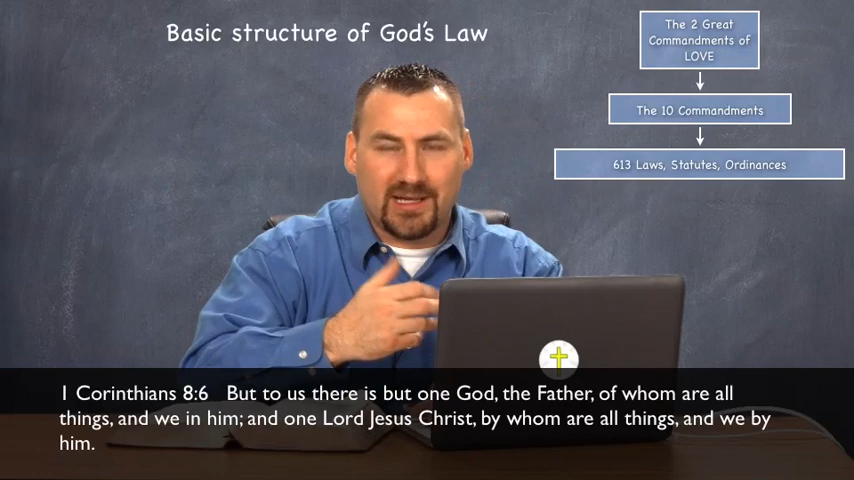 Basic structure of God's Law
The 2 Great
Commandments of
LOVE
The 10 Commandments
613 Laws, Statutes, Ordinances
1 Corinthians 8:6 But to us there is but one God, the Father, of whom are all
things, and we in him; and one Lord Jesus Christ, by whom are all things, and we by
him.